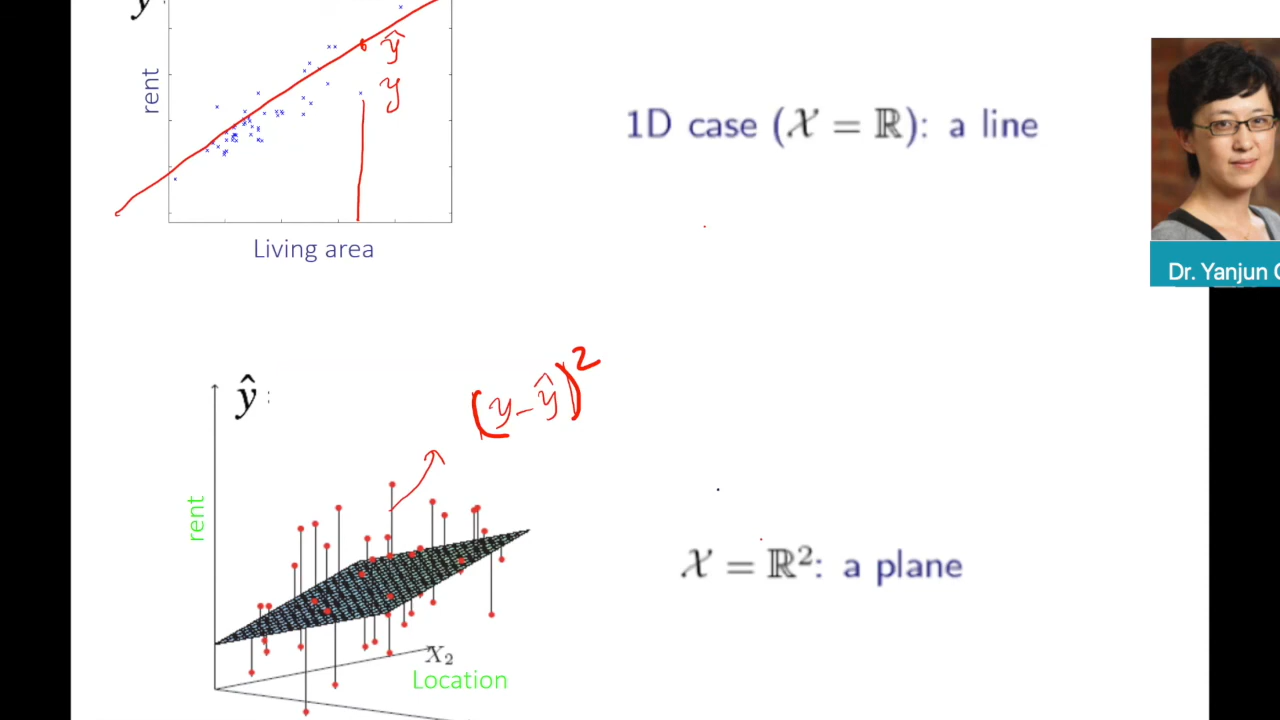 y
rent
ŷ
y
Living area
1D case (𝒳 = ℝ): a line
Dr. Yanjun
ŷ :
(y-ŷ)²
rent
X₂
Location
𝒳 = ℝ²: a plane